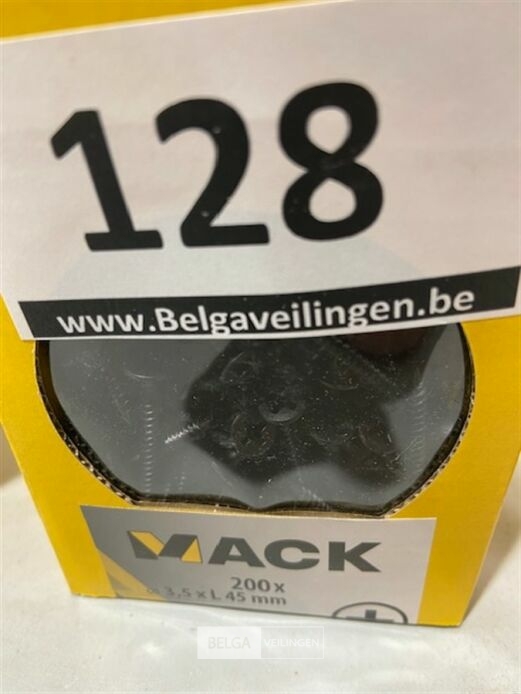 128
www.Belgaveilingen.be
MACK
200x
ø 3,5 x L 45 mm
BELGA VEILINGEN